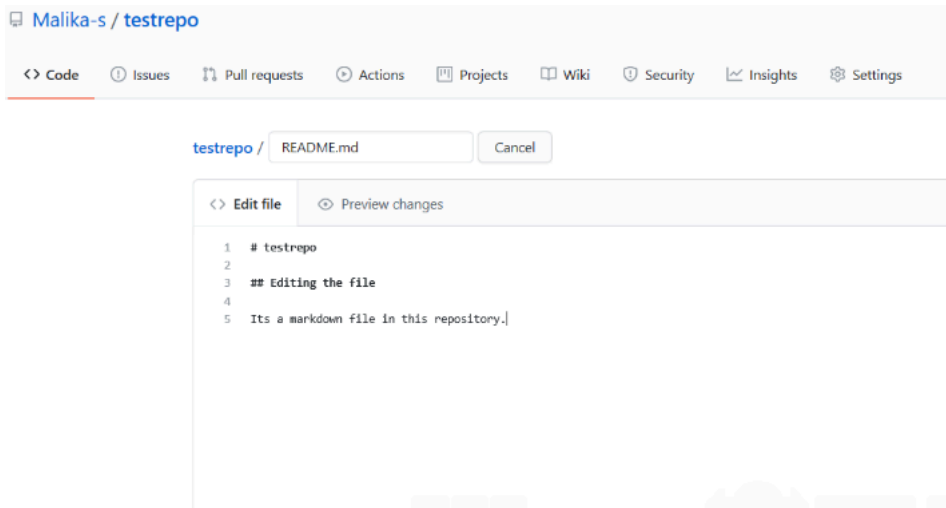 Malika-s / testrepo
<> Code Issues Pull requests Actions Projects Wiki Security Insights Settings
testrepo / README.md Cancel
<> Edit file Preview changes
1 # testrepo
2
3 ## Editing the file
4
5 Its a markdown file in this repository.